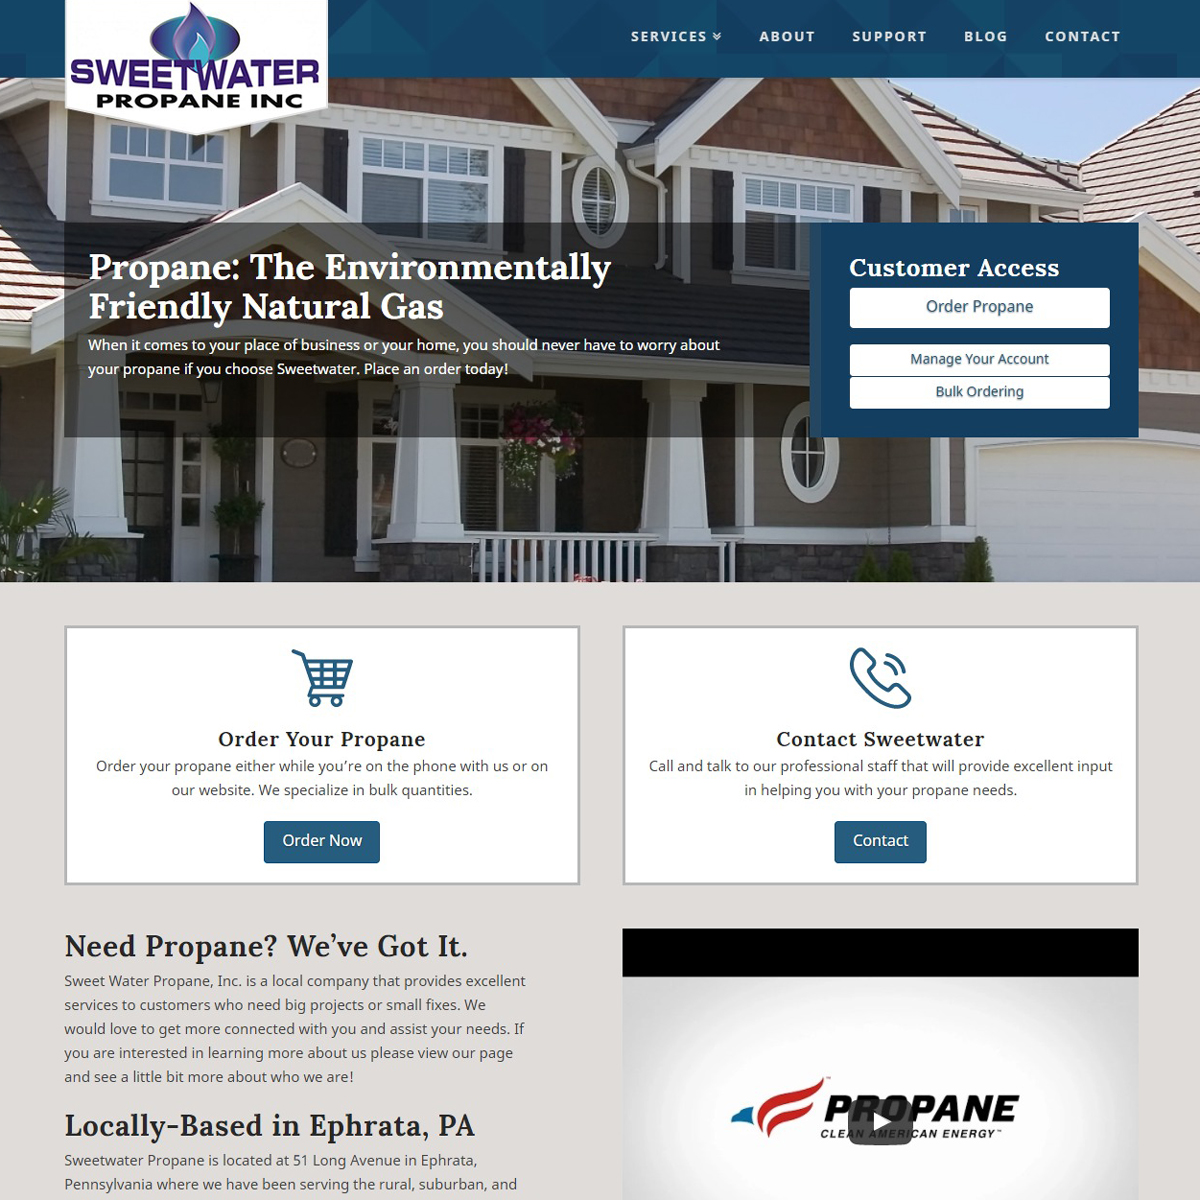 SWEETWATER
PROPANE INC
SERVICES
ABOUT
SUPPORT
BLOG
CONTACT
Propane: The Environmentally
Friendly Natural Gas
When it comes to your place of business or your home, you should never have to worry about
your propane if you choose Sweetwater. Place an order today!
Customer Access
Order Propane
Manage Your Account
Bulk Ordering
Order Your Propane
Order your propane either while you’re on the phone with us or on
our website. We specialize in bulk quantities.
Order Now
Contact Sweetwater
Call and talk to our professional staff that will provide excellent input
in helping you with your propane needs.
Contact
Need Propane? We’ve Got It.
Sweet Water Propane, Inc. is a local company that provides excellent
services to customers who need big projects or small fixes. We
would love to get more connected with you and assist your needs. If
you are interested in learning more about us please view our page
and see a little bit more about who we are!
Locally-Based in Ephrata, PA
Sweetwater Propane is located at 51 Long Avenue in Ephrata,
Pennsylvania where we have been serving the rural, suburban, and
PROPANE
CLEAN AMERICAN ENERGY™